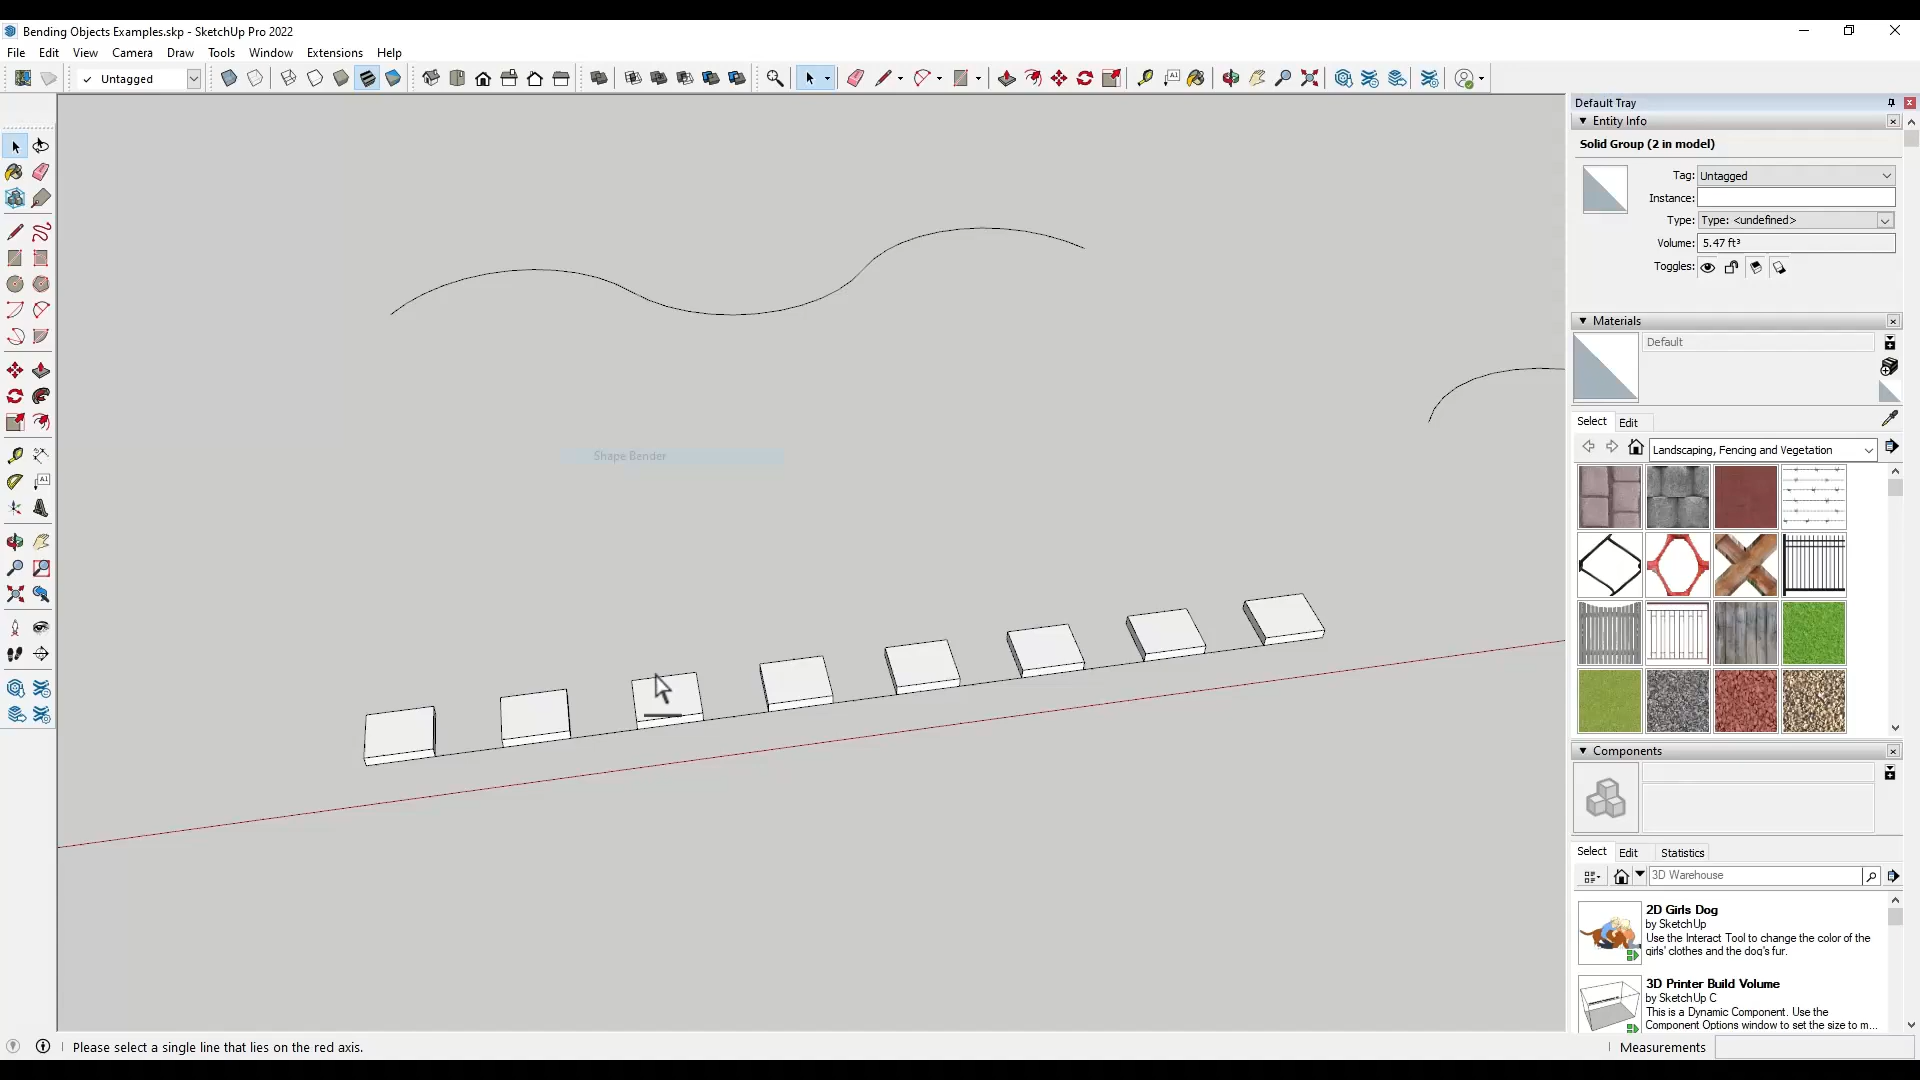 Bending Objects Examples.skp - SketchUp Pro 2022
File Edit View Camera Draw Tools Window Extensions Help
Untagged
Default Tray
Entity Info
Solid Group (2 in model)
Tag: Untagged
Instance:
Type: Type: <undefined>
Volume: 5.47 ft³
Toggles:
Materials
Default
Select Edit
Landscaping, Fencing and Vegetation
Shape Bender
Components
Select Edit Statistics
3D Warehouse
2D Girls Dog
by SketchUp
Use the Interact Tool to change the color of the
girls' clothes and the dog's fur.
3D Printer Build Volume
by SketchUp C
This is a Dynamic Component. Use the
Component Options window to set the size to m...
Please select a single line that lies on the red axis.
Measurements